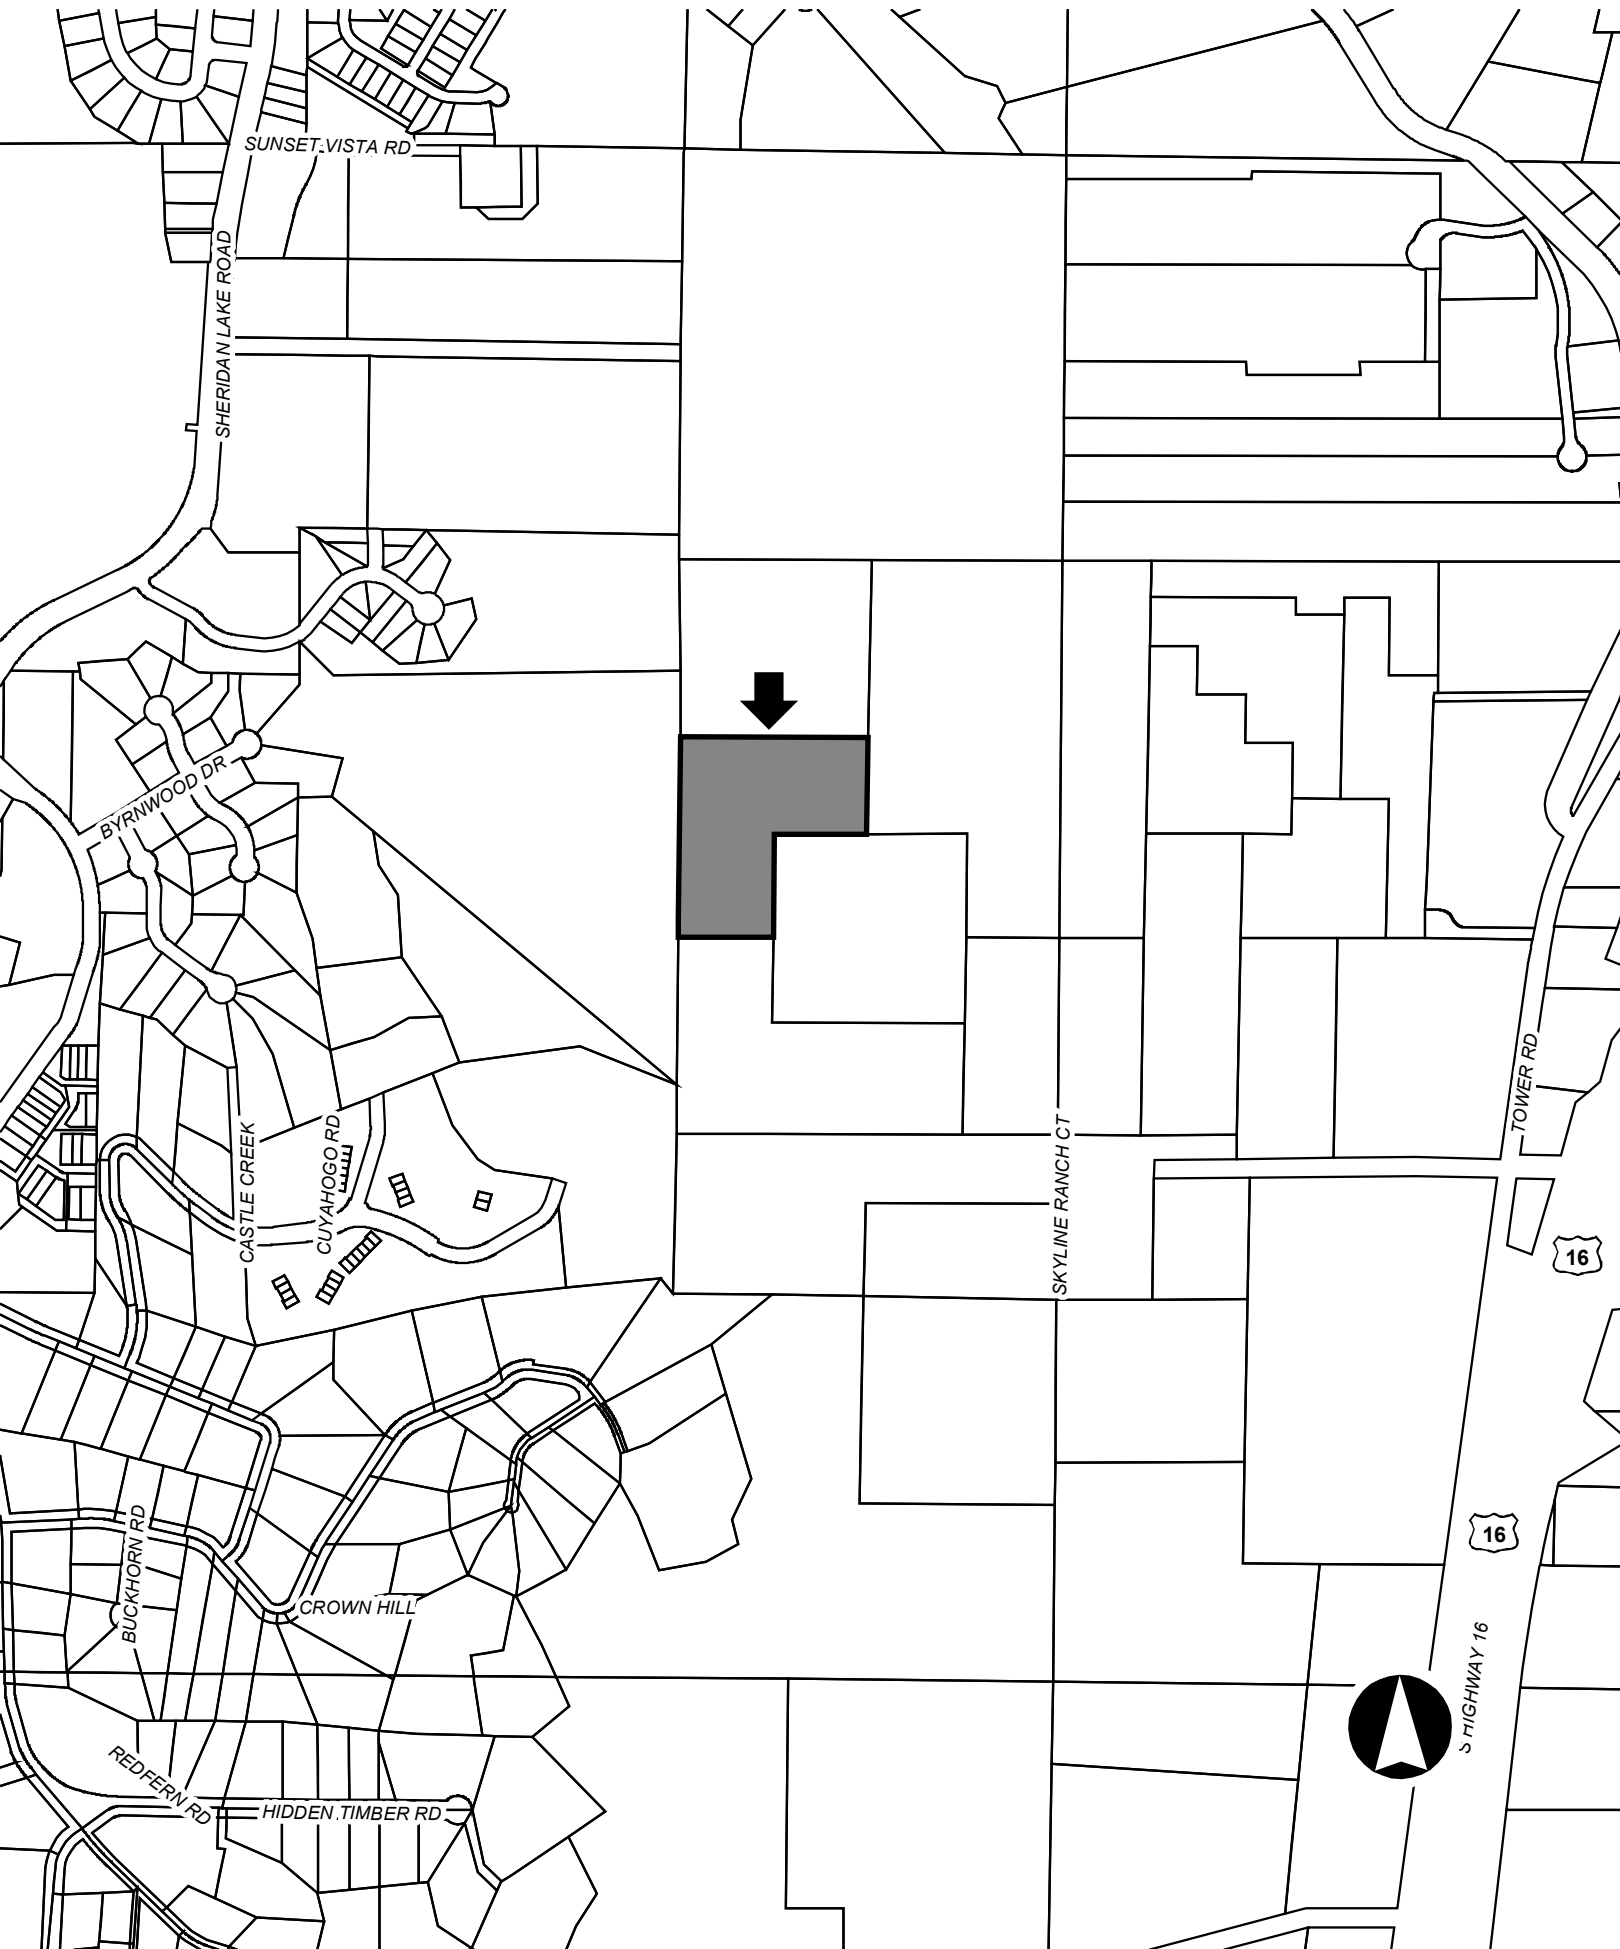 SUNSET VISTA RD
SHERIDAN LAKE ROAD
BYRNWOOD DR
TOWER RD
CASTLE CREEK
CUYAHOGO RD
SKYLINE RANCH CT
16
16
BUCKHORN RD
CROWN HILL
S HIGHWAY 16
REDFERN RD
HIDDEN TIMBER RD